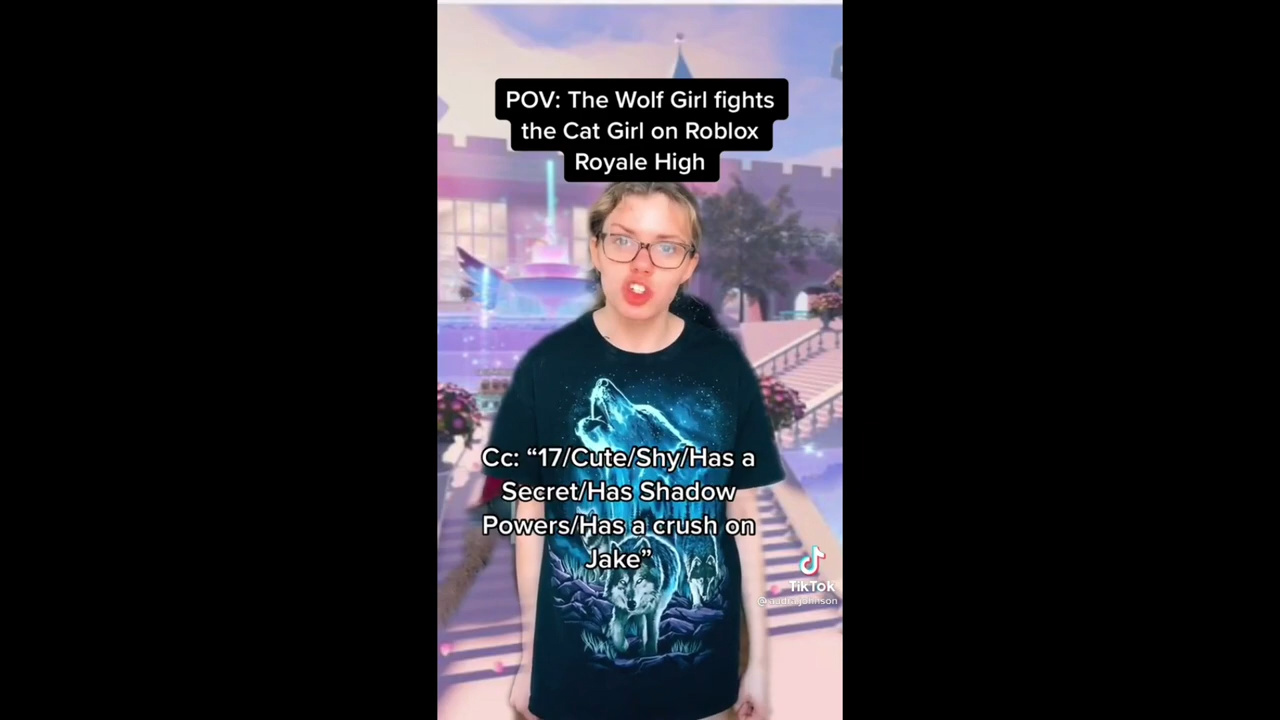 POV: The Wolf Girl fights
the Cat Girl on Roblox
Royale High
Cc: “17/Cute/Shy/Has a
Secret/Has Shadow
Powers/Has a crush on
Jake”
TikTok